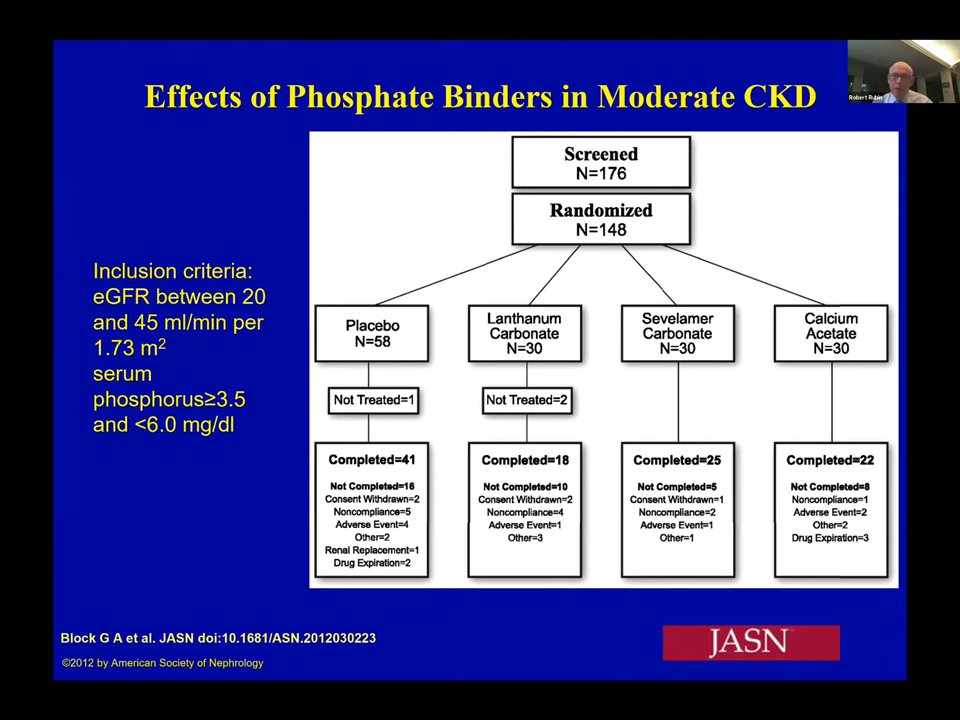 Effects of Phosphate Binders in Moderate CKD
Robert Rubin
Screened
N=176
Randomized
N=148
Inclusion criteria:
eGFR between 20
and 45 ml/min per
1.73 m²
serum
phosphorus≥3.5
and <6.0 mg/dl
Placebo
N=58
Lanthanum
Carbonate
N=30
Sevelamer
Carbonate
N=30
Calcium
Acetate
N=30
Not Treated=1
Not Treated=2
Completed=41
Not Completed=16
Consent Withdrawn=2
Noncompliance=5
Adverse Event=4
Other=2
Renal Replacement=1
Drug Expiration=2
Completed=18
Not Completed=10
Consent Withdrawn=2
Noncompliance=4
Adverse Event=1
Other=3
Completed=25
Not Completed=5
Consent Withdrawn=1
Noncompliance=2
Adverse Event=1
Other=1
Completed=22
Not Completed=8
Noncompliance=1
Adverse Event=2
Other=2
Drug Expiration=3
Block G A et al. JASN doi:10.1681/ASN.2012030223
©2012 by American Society of Nephrology
JASN